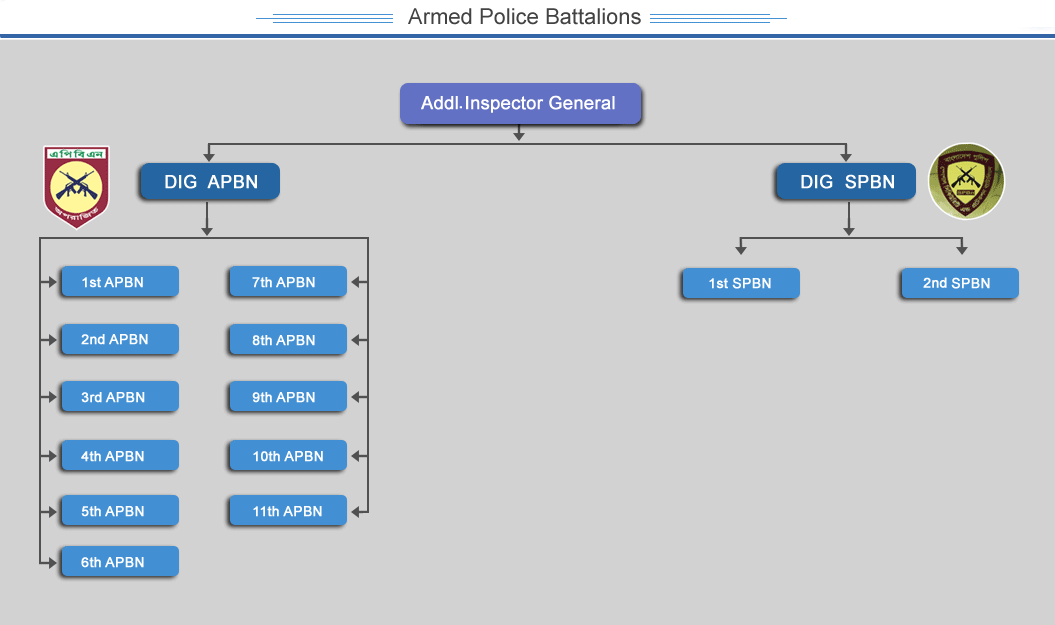 Armed Police Battalions
Addl.Inspector General
এপিবিএন
DIG APBN
DIG SPBN
বাংলাদেশ পুলিশ
SPBN
1st APBN
7th APBN
1st SPBN
2nd SPBN
2nd APBN
8th APBN
3rd APBN
9th APBN
4th APBN
10th APBN
5th APBN
11th APBN
6th APBN